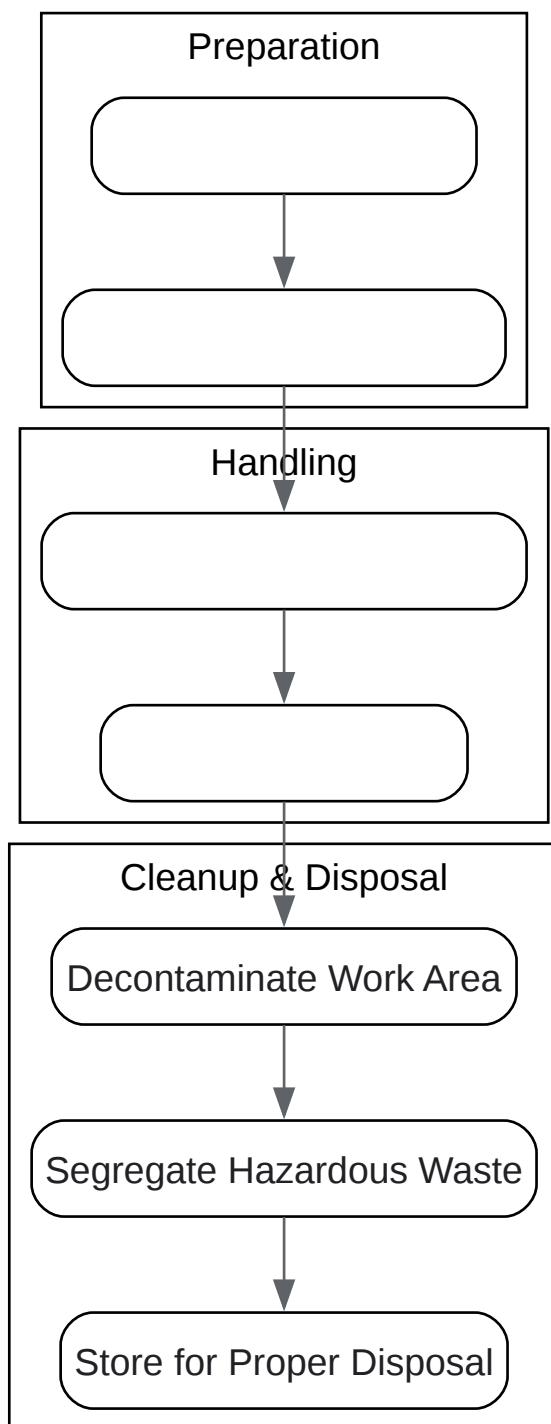 Preparation
Handling
Cleanup & Disposal
Decontaminate Work Area
Segregate Hazardous Waste
Store for Proper Disposal